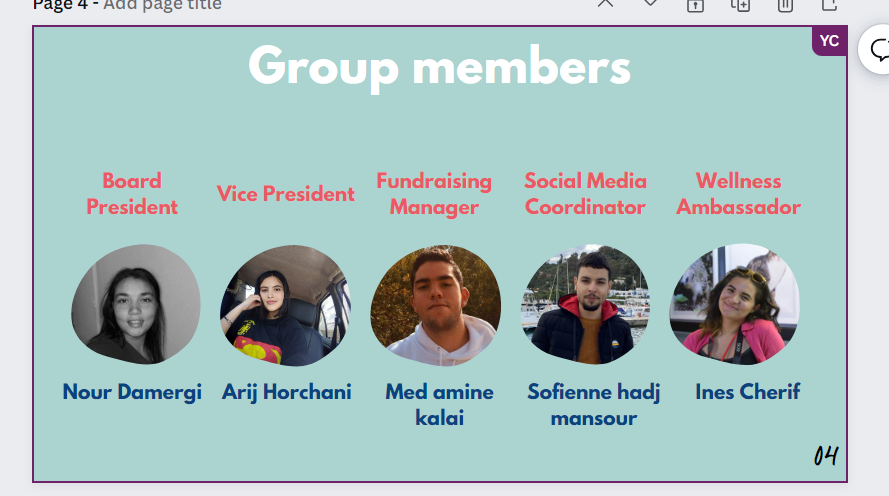 Page 4 - Add page title
YC
Group members
Board
President
Vice President
Fundraising
Manager
Social Media
Coordinator
Wellness
Ambassador
Nour Damergi
Arij Horchani
Med amine
kalai
Sofienne hadj
mansour
Ines Cherif
04